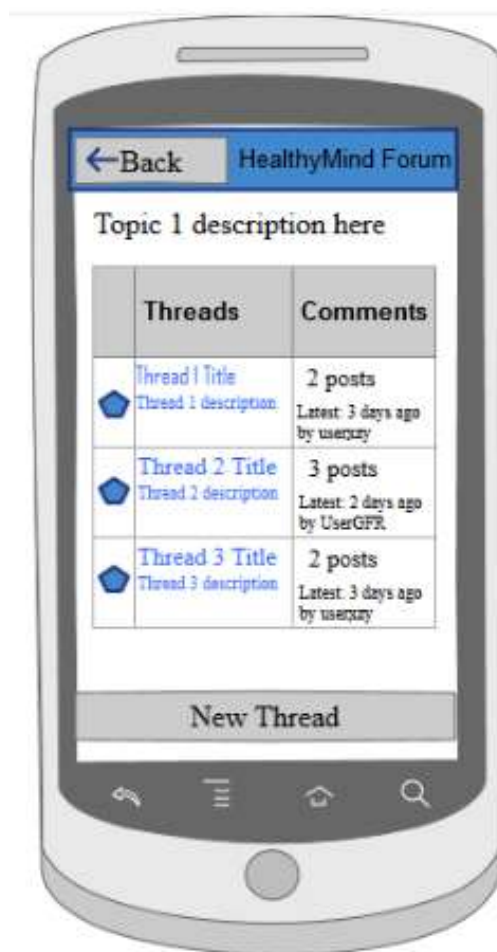 Back
HealthyMind Forum
Topic 1 description here
Threads Comments
Thread 1 Title
Thread 1 description
2 posts
Latest: 3 days ago
by userxzy
Thread 2 Title
Thread 2 description
3 posts
Latest: 2 days ago
by UserGFR
Thread 3 Title
Thread 3 description
2 posts
Latest: 3 days ago
by userxzy
New Thread